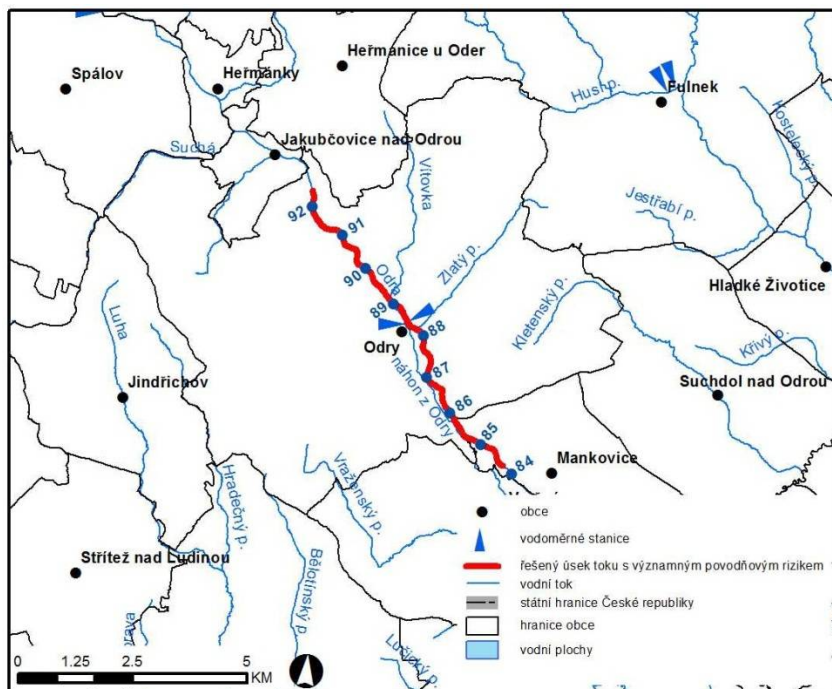 Heřmanice u Oder
Spálov
Heřmánky
Husí p.
Fulnek
Kostelecký p.
Suchá
Jakubčovice nad Odrou
Vítovka
Jestřabí p.
92
91
90
Odra
Zlatý p.
Hladké Životice
89
Kletenský p.
88
Odry
Luha
87
Křivý p.
Jindřichov
náhon z Odry
Suchdol nad Odrou
86
85
84
Mankovice
Hradečný p.
Vraženský p.
Střítež nad Ludinou
Bělotínský p.
Lučický p.
obce
vodoměrné stanice
řešený úsek toku s významným povodňovým rizikem
vodní tok
státní hranice České republiky
hranice obce
vodní plochy
0 1.25 2.5 5
KM